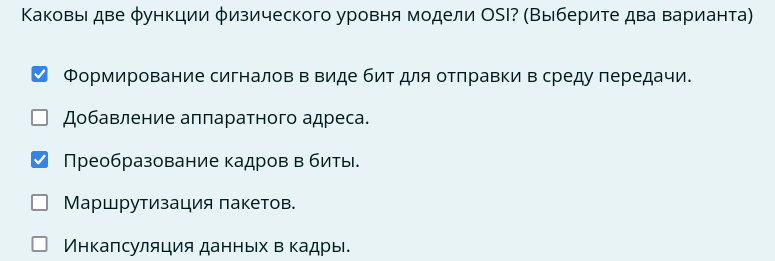 Каковы две функции физического уровня модели OSI? (Выберите два варианта)
Формирование сигналов в виде бит для отправки в среду передачи.
Добавление аппаратного адреса.
Преобразование кадров в биты.
Маршрутизация пакетов.
Инкапсуляция данных в кадры.